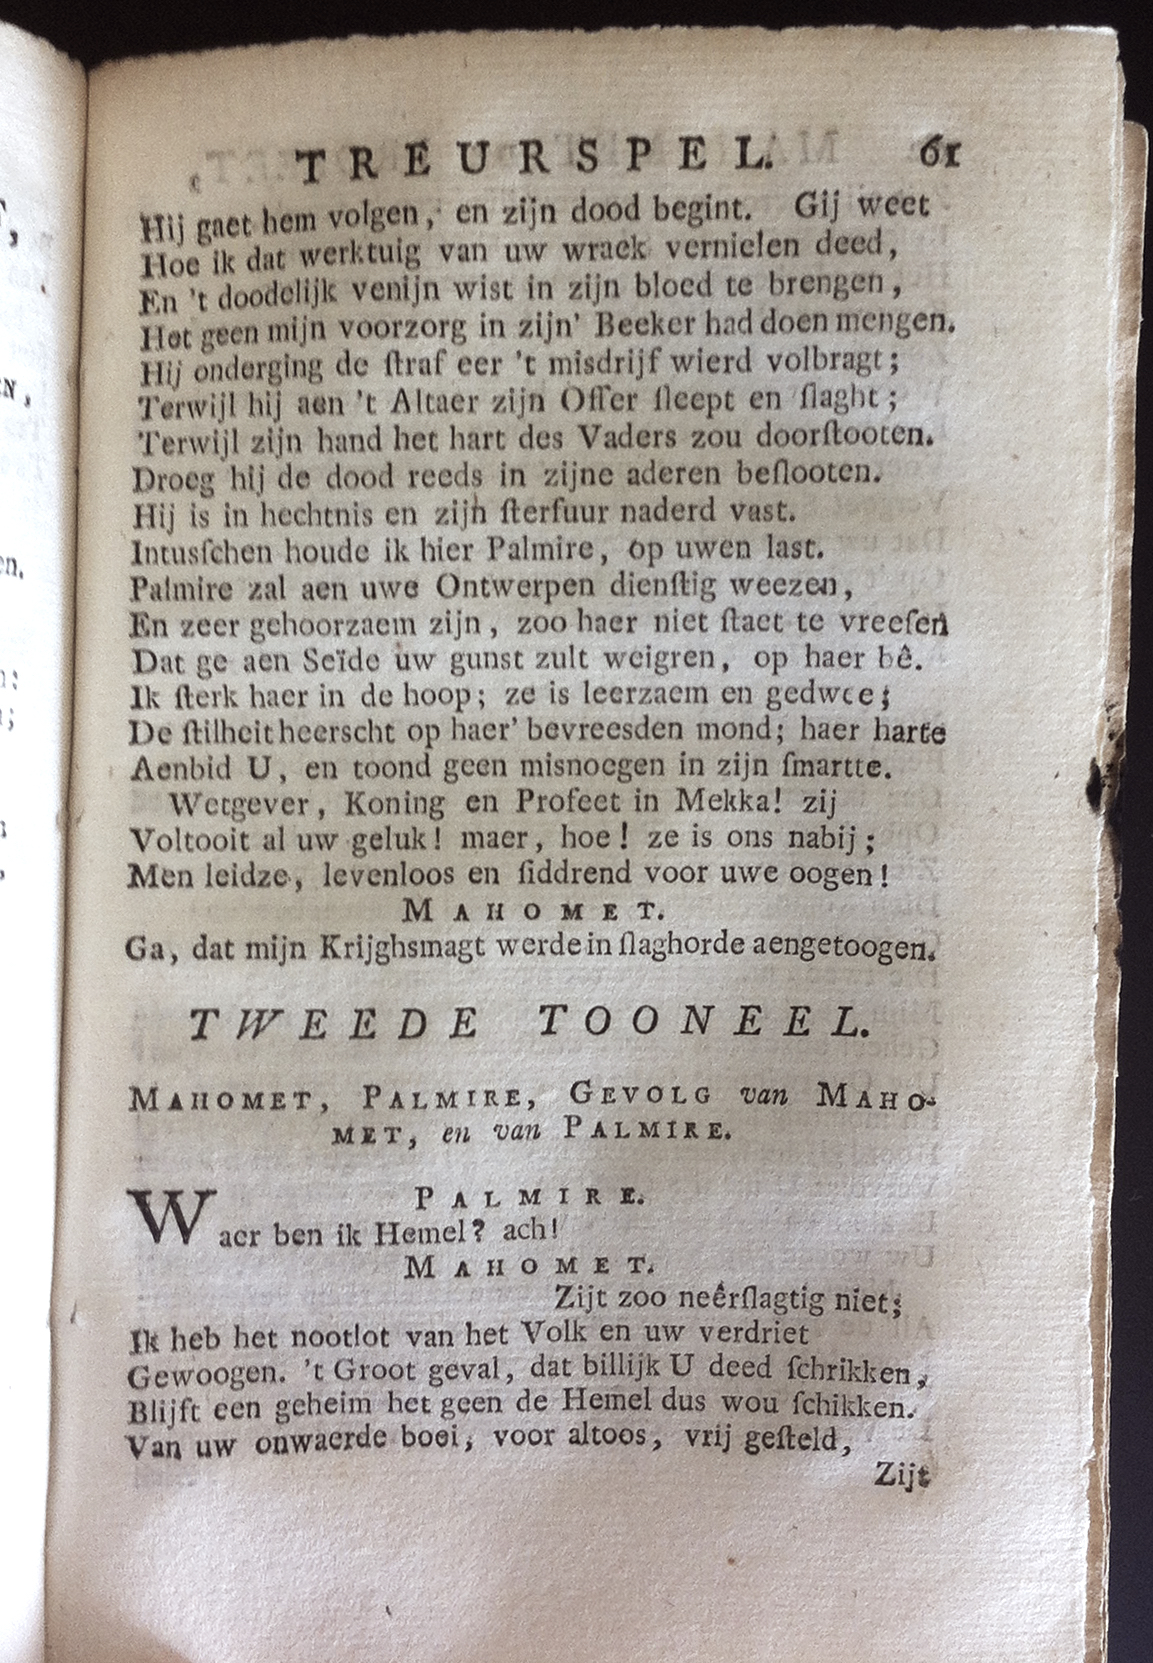 TREURSPEL. 61
Hij gaet hem volgen, en zijn dood begint. Gij weet
Hoe ik dat werktuig van uw wraek vernielen deed,
En 't doodelijk venijn wist in zijn bloed te brengen,
Het geen mijn voorzorg in zijn' Beeker had doen mengen.
Hij onderging de ſtraf eer 't misdrijf wierd volbragt;
Terwijl hij aen 't Altaer zijn Offer ſleept en ſlaght;
Terwijl zijn hand het hart des Vaders zou doorſtooten.
Droeg hij de dood reeds in zijne aderen beſlooten.
Hij is in hechtnis en zijn ſterfuur naderd vast.
Intusſchen houde ik hier Palmire, op uwen last.
Palmire zal aen uwe Ontwerpen dienſtig weezen,
En zeer gehoorzaem zijn, zoo haer niet ſtaet te vreeſen
Dat ge aen Seïde uw gunst zult weigren, op haer bê.
Ik ſterk haer in de hoop; ze is leerzaem en gedwee;
De ſtilheit heerscht op haer' bevreesden mond; haer harte
Aenbid U, en toond geen misnoegen in zijn ſmartte.
Wetgever, Koning en Profeet in Mekka! zij
Voltooit al uw geluk! maer, hoe! ze is ons nabij;
Men leidze, levenloos en ſiddrend voor uwe oogen!
MAHOMET.
Ga, dat mijn Krijghsmagt werde in ſlaghorde aengetoogen.
TWEEDE TOONEEL.
MAHOMET, PALMIRE, GEVOLG van MAHO-
MET, en van PALMIRE.
PALMIRE.
Waer ben ik Hemel? ach!
MAHOMET.
Zijt zoo neêrſlagtig niet;
Ik heb het nootlot van het Volk en uw verdriet
Gewoogen. 't Groot geval, dat billijk U deed ſchrikken,
Blijft een geheim het geen de Hemel dus wou ſchikken.
Van uw onwaerde boei, voor altoos, vrij geſteld,
Zijt